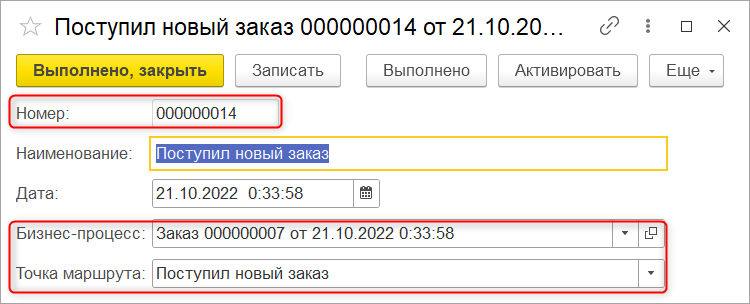 Поступил новый заказ 000000014 от 21.10.20...
Выполнено, закрыть Записать Выполнено Активировать Еще
Номер: 000000014
Наименование: Поступил новый заказ
Дата: 21.10.2022 0:33:58
Бизнес-процесс: Заказ 000000007 от 21.10.2022 0:33:58
Точка маршрута: Поступил новый заказ